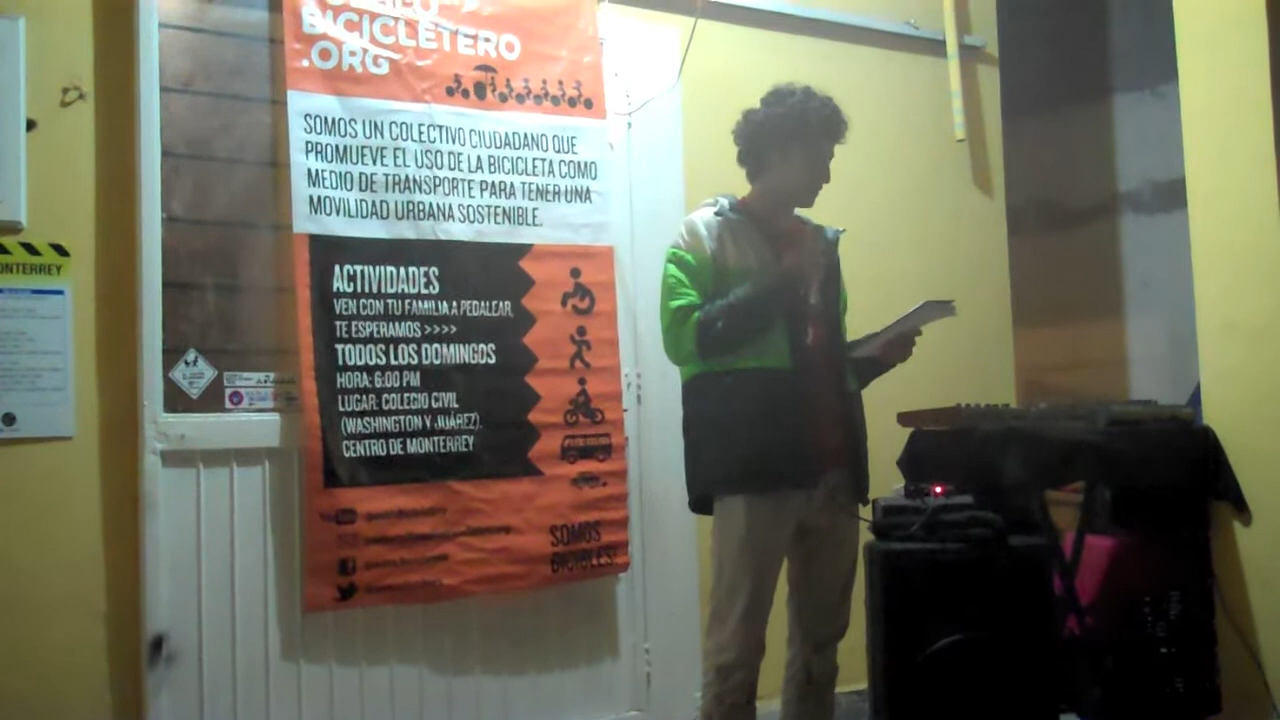 BICICLETERO
.ORG
SOMOS UN COLECTIVO CIUDADANO QUE
PROMUEVE EL USO DE LA BICICLETA COMO
MEDIO DE TRANSPORTE PARA TENER UNA
MOVILIDAD URBANA SOSTENIBLE.
ACTIVIDADES
VEN CON TU FAMILIA A PEDALEAR,
TE ESPERAMOS >>>>
TODOS LOS DOMINGOS
HORA: 6:00 PM
LUGAR: COLEGIO CIVIL
(WASHINGTON Y JUÁREZ).
CENTRO DE MONTERREY
SOMOS
BICIBLES!
ONTERREY